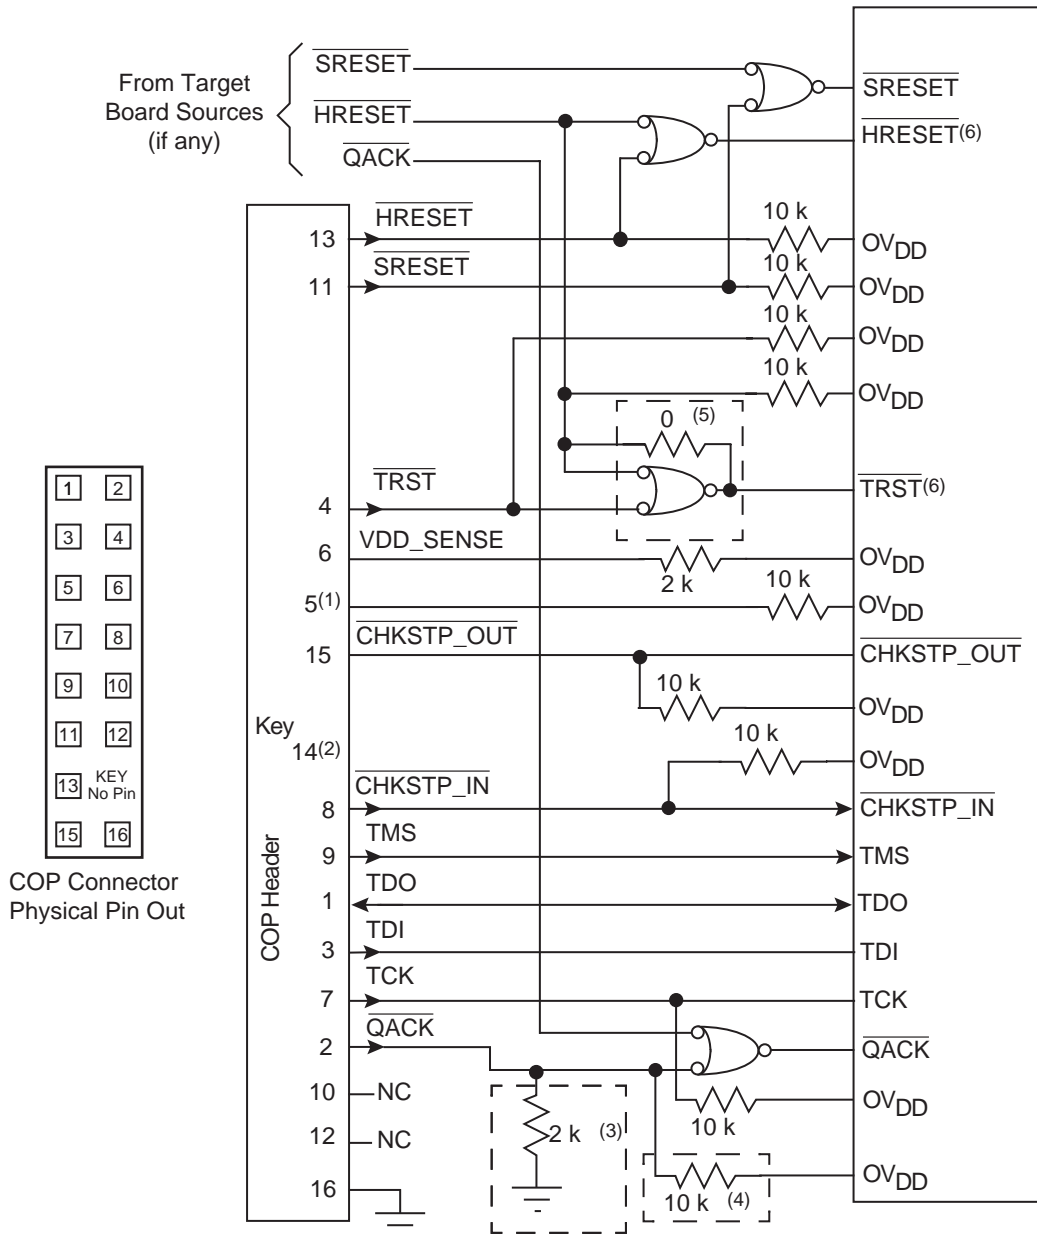 From Target
Board Sources
(if any)
SRESET
HRESET
QACK
SRESET
HRESET(6)
13 HRESET 10 k OVDD
11 SRESET 10 k OVDD
10 k OVDD
10 k OVDD
0 (5)
4 TRST TRST(6)
6 VDD_SENSE 2 k OVDD
5(1) 10 k OVDD
15 CHKSTP_OUT CHKSTP_OUT
10 k OVDD
Key
14(2)
10 k OVDD
8 CHKSTP_IN CHKSTP_IN
9 TMS TMS
1 TDO TDO
3 TDI TDI
7 TCK TCK
2 QACK QACK
10 NC
12 NC
16
10 k OVDD
2 k (3)
10 k (4) OVDD
COP Header
1 2
3 4
5 6
7 8
9 10
11 12
13 KEY
No Pin
15 16
COP Connector
Physical Pin Out